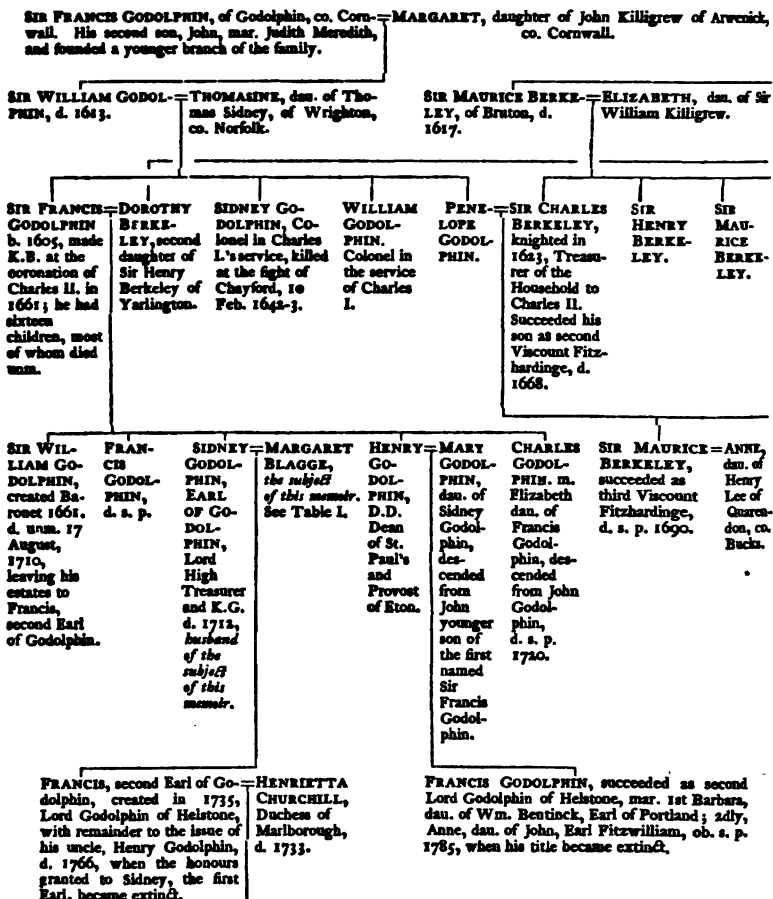 SIR FRANCIS GODOLPHIN, of Godolphin, co. Corn-
wall. His second son, John, mar. Judith Meredith,
and founded a younger branch of the family.
MARGARET, daughter of John Killigrew of Arwenick,
co. Cornwall.
SIR WILLIAM GODOL-
PHIN, d. 1613.
THOMASINE, dau. of Tho-
mas Sidney, of Wrighton,
co. Norfolk.
SIR MAURICE BERKE-
LEY, of Bruton, d.
1617.
ELIZABETH, dau. of Sir
William Killigrew.
SIR FRANCIS
GODOLPHIN
b. 1605, made
K.B. at the
coronation of
Charles II. in
1661; he had
sixteen
children, most
of whom died
unm.
DOROTHY
BERKE-
LEY, second
daughter of
Sir Henry
Berkeley of
Yarlington.
SIDNEY GO-
DOLPHIN, Co-
lonel in Charles
I.'s service, killed
at the fight of
Chayford, 10
Feb. 1642-3.
WILLIAM
GODOL-
PHIN.
Colonel in
the service
of Charles
I.
PENE-
LOPE
GODOL-
PHIN.
SIR CHARLES
BERKELEY,
knighted in
1623, Treasu-
rer of the
Household to
Charles II.
Succeeded his
son as second
Viscount Fitz-
hardinge, d.
1668.
SIR
HENRY
BERKE-
LEY.
SIR
MAU-
RICE
BERKE-
LEY.
SIR WIL-
LIAM GO-
DOLPHIN,
created Ba-
ronet 1661.
d. unm. 17
August,
1710,
leaving his
estates to
Francis,
second Earl
of Godolphin.
FRAN-
CIS
GODOL-
PHIN,
d. s. p.
SIDNEY
GODOL-
PHIN,
EARL
OF GO-
DOL-
PHIN,
Lord
High
Treasurer
and K.G.
d. 1712,
husband
of the
subject
of this
memoir.
MARGARET
BLAGGE,
the subject
of this memoir.
See Table I.
HENRY
GO-
DOL-
PHIN,
D.D.
Dean
of St.
Paul's
and
Provost
of Eton.
MARY
GODOL-
PHIN,
dau. of
Sidney
Godol-
phin,
des-
cended
from
John
younger
son of
the first
named
Sir
Francis
Godol-
phin.
CHARLES
GODOL-
PHIN. m.
Elizabeth
dau. of
Francis
Godol-
phin, des-
cended
from John
Godol-
phin,
d. s. p.
1720.
SIR MAURICE
BERKELEY,
succeeded as
third Viscount
Fitzhardinge,
d. s. p. 1690.
ANNE,
dau. of
Henry
Lee of
Quaren-
don, co.
Bucks.
FRANCIS, second Earl of Go-
dolphin, created in 1735,
Lord Godolphin of Helstone,
with remainder to the issue of
his uncle, Henry Godolphin,
d. 1766, when the honours
granted to Sidney, the first
Earl, became extinct.
HENRIETTA
CHURCHILL,
Duchess of
Marlborough,
d. 1733.
FRANCIS GODOLPHIN, succeeded as second
Lord Godolphin of Helstone, mar. 1st Barbara,
dau. of Wm. Bentinck, Earl of Portland; 2dly,
Anne, dau. of John, Earl Fitzwilliam, ob. s. p.
1785, when his title became extinct.